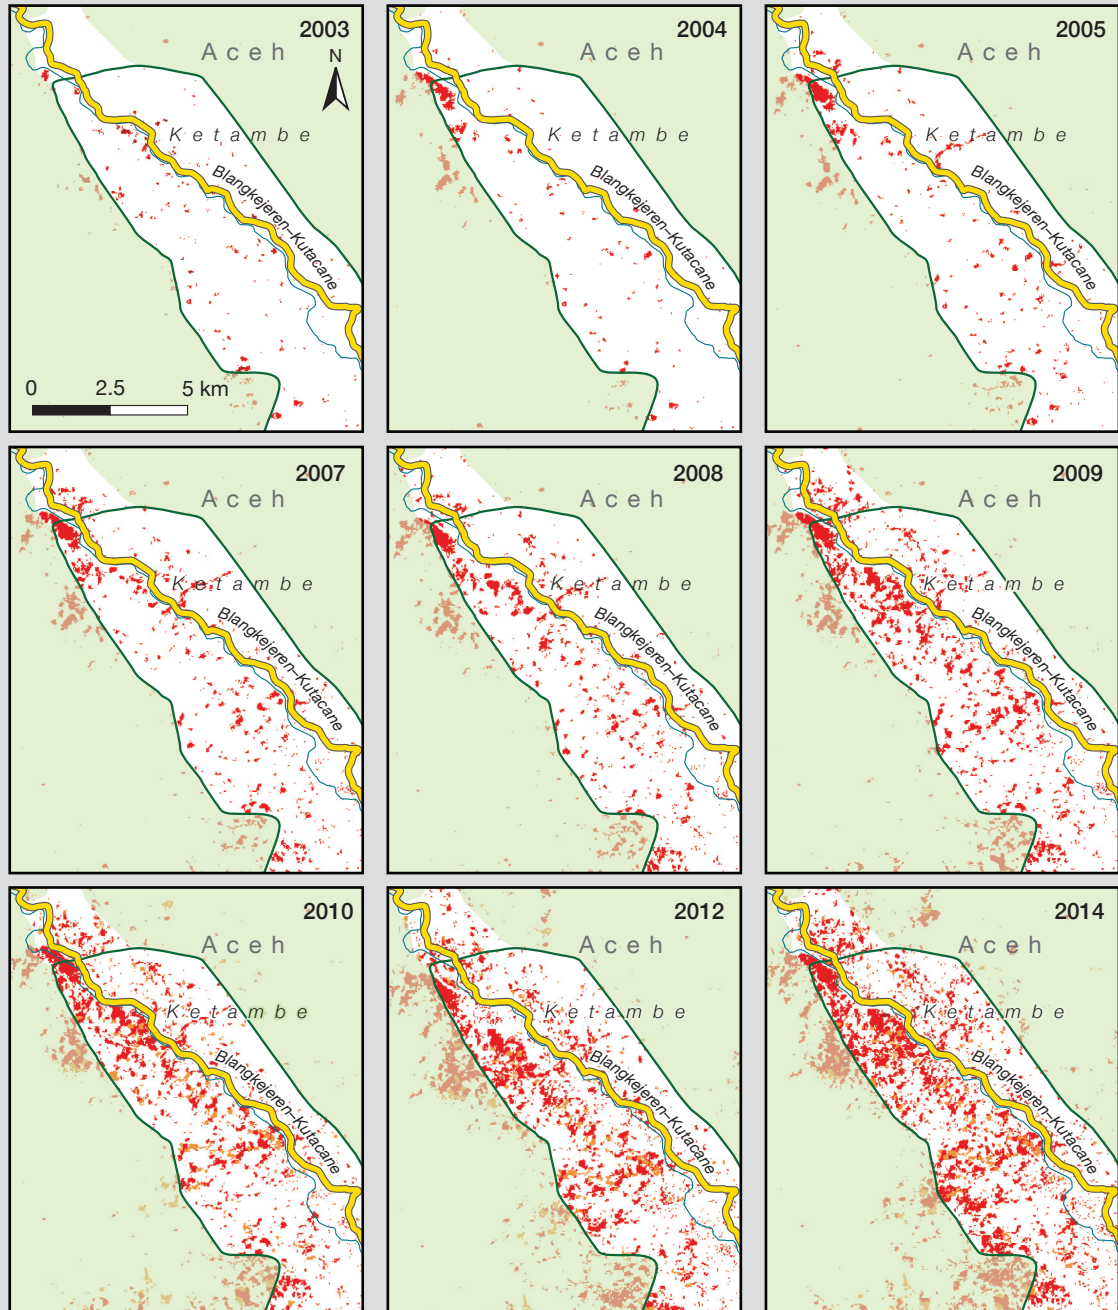 2003
Aceh
N
Ketambe
Blangkejeren–Kutacane
0 2.5 5 km
2004
Aceh
Ketambe
Blangkejeren–Kutacane
2005
Aceh
Ketambe
Blangkejeren–Kutacane
2007
Aceh
Ketambe
Blangkejeren–Kutacane
2008
Aceh
Ketambe
Blangkejeren–Kutacane
2009
Aceh
Ketambe
Blangkejeren–Kutacane
2010
Aceh
Ketambe
Blangkejeren–Kutacane
2012
Aceh
Ketambe
Blangkejeren–Kutacane
2014
Aceh
Ketambe
Blangkejeren–Kutacane